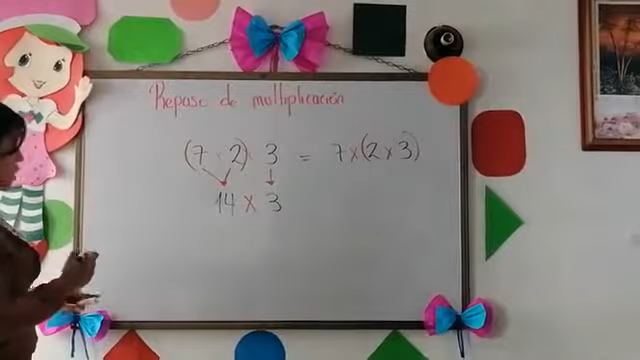 Repaso de multiplicación
(7 x 2) x 3 = 7 x (2 x 3)
14 x 3